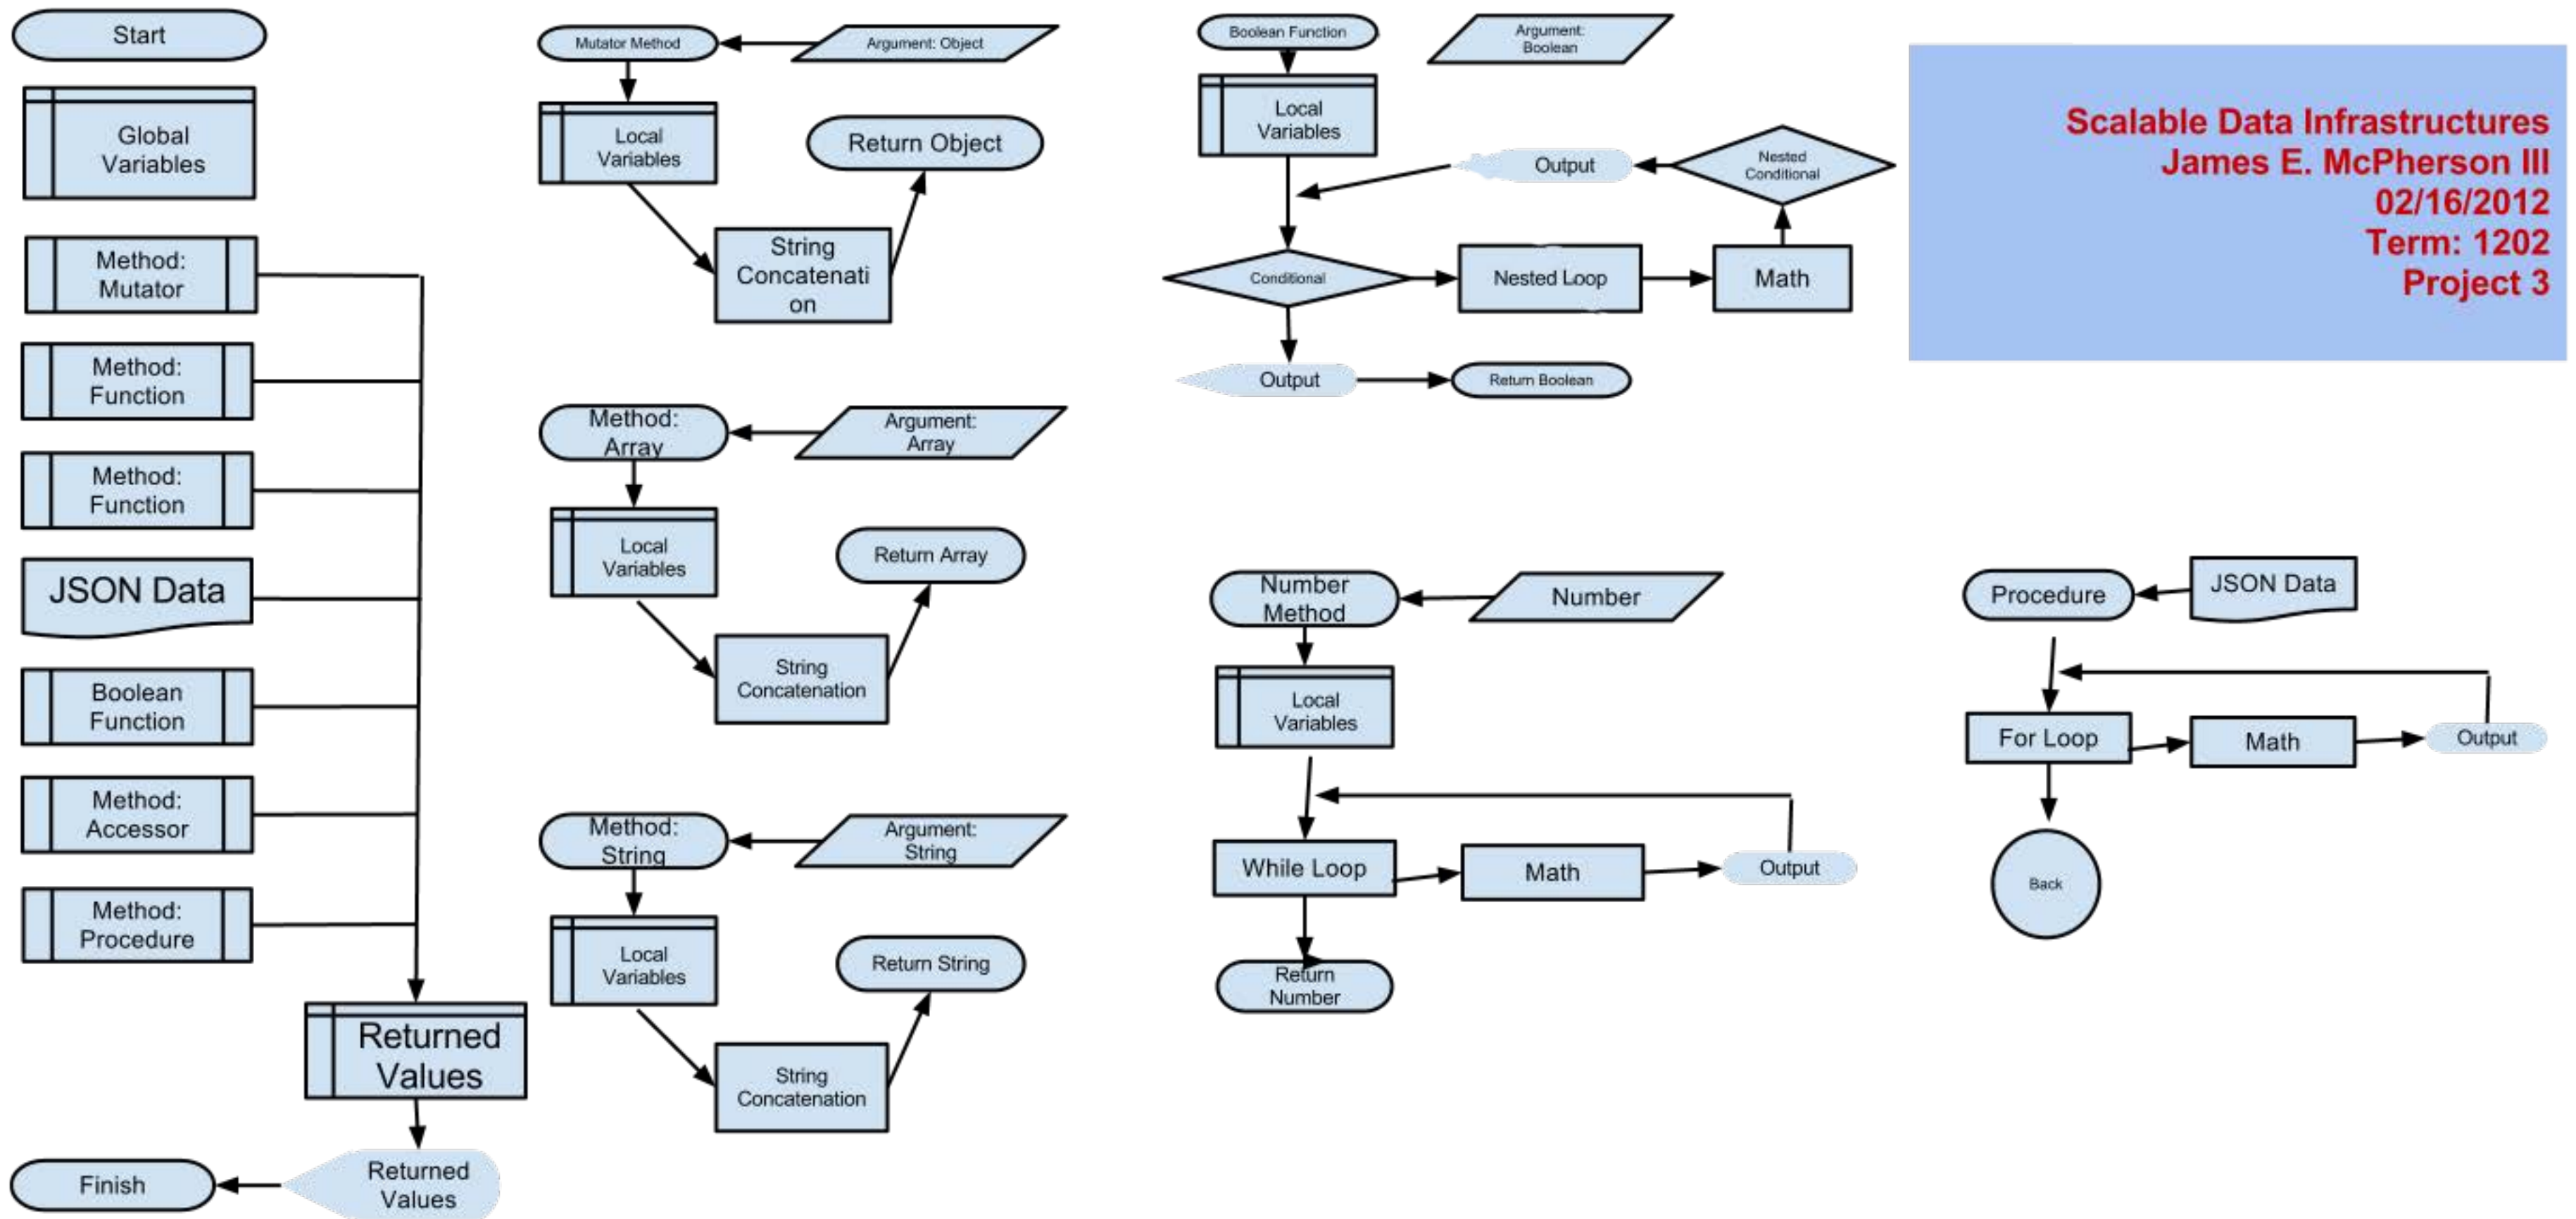 Start
Global
Variables
Method:
Mutator
Method:
Function
Method:
Function
JSON Data
Boolean
Function
Method:
Accessor
Method:
Procedure
Returned
Values
Returned
Values
Finish
Mutator Method
Argument: Object
Local
Variables
Return Object
String
Concatenati
on
Method:
Array
Argument:
Array
Local
Variables
Return Array
String
Concatenation
Method:
String
Argument:
String
Local
Variables
Return String
String
Concatenation
Boolean Function
Argument:
Boolean
Local
Variables
Output
Nested
Conditional
Conditional
Nested Loop
Math
Output
Return Boolean
Number
Method
Number
Local
Variables
While Loop
Math
Output
Return
Number
Scalable Data Infrastructures
James E. McPherson III
02/16/2012
Term: 1202
Project 3
Procedure
JSON Data
For Loop
Math
Output
Back